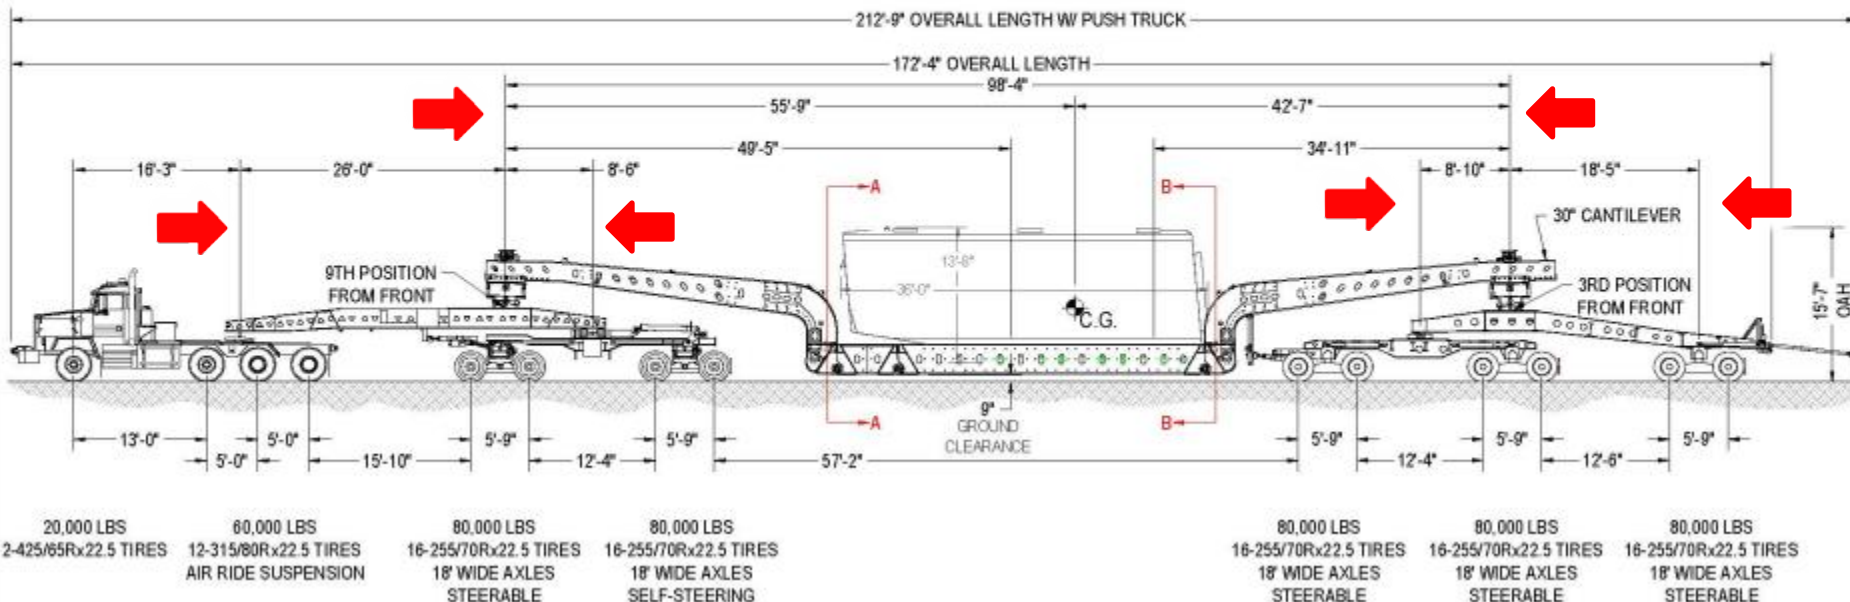 212'-9" OVERALL LENGTH W/ PUSH TRUCK
172'-4" OVERALL LENGTH
98'-4"
55'-9" 42'-7"
49'-5" 34'-11"
16'-3" 26'-0" 8'-6" 8'-10" 18'-5"
A B
30" CANTILEVER
13'-8"
9TH POSITION
FROM FRONT
36'-0"
3RD POSITION
FROM FRONT
15'-7"
OAH
C.G.
9"
GROUND
CLEARANCE
A B
13'-0" 5'-0" 5'-9" 5'-9" 5'-9" 5'-9" 5'-9"
5'-0" 15'-10" 12'-4" 57'-2" 12'-4" 12'-6"
20,000 LBS
2-425/65Rx22.5 TIRES
60,000 LBS
12-315/80Rx22.5 TIRES
AIR RIDE SUSPENSION
80,000 LBS
16-255/70Rx22.5 TIRES
18' WIDE AXLES
STEERABLE
80,000 LBS
16-255/70Rx22.5 TIRES
18' WIDE AXLES
SELF-STEERING
80,000 LBS
16-255/70Rx22.5 TIRES
18' WIDE AXLES
STEERABLE
80,000 LBS
16-255/70Rx22.5 TIRES
18' WIDE AXLES
STEERABLE
80,000 LBS
16-255/70Rx22.5 TIRES
18' WIDE AXLES
STEERABLE